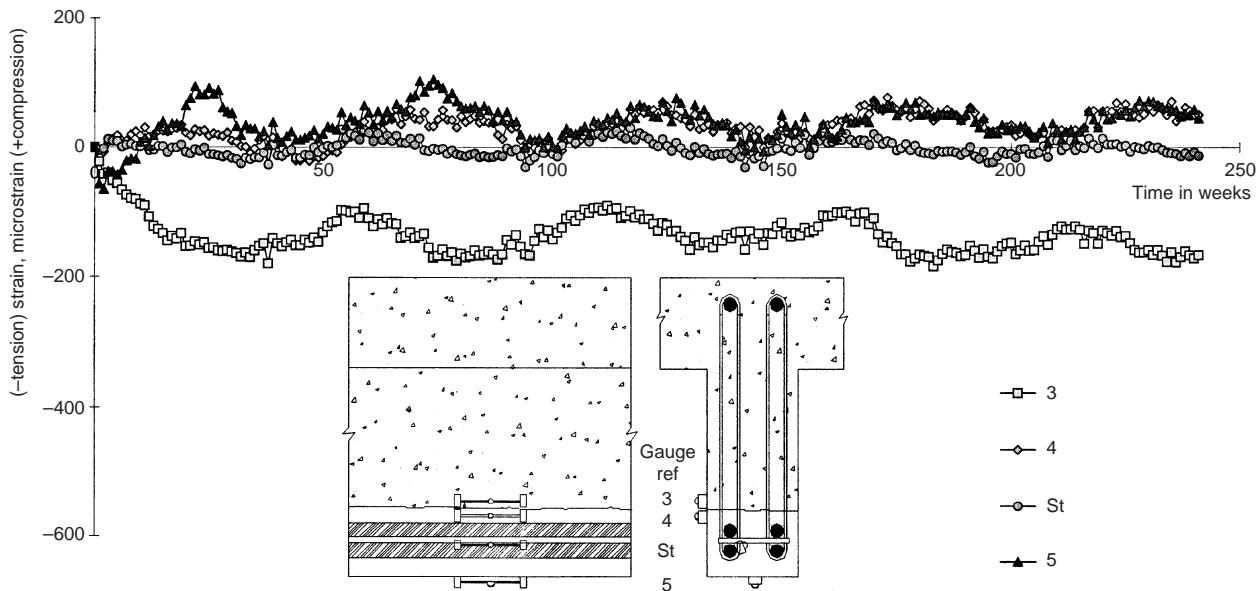 200
0
–200
–400
–600
(–tension) strain, microstrain (+compression)
50
100
150
200
250
Time in weeks
Gauge
ref
3
4
St
5
3
4
St
5